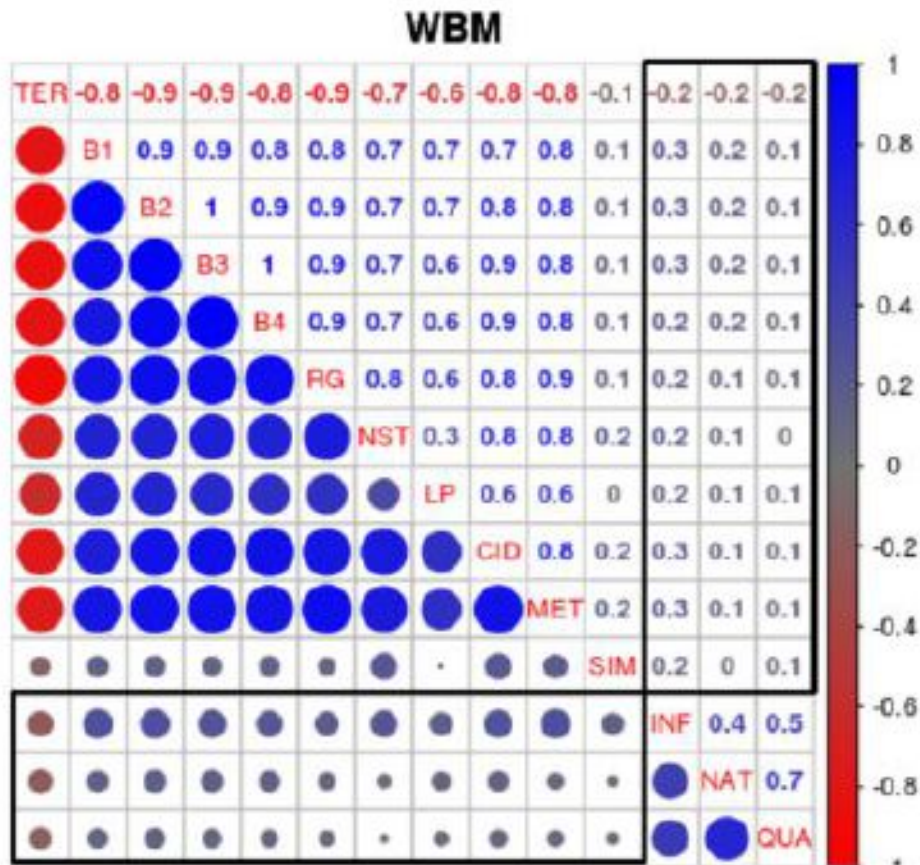 WBM
TER -0.8 -0.9 -0.9 -0.8 -0.9 -0.7 -0.6 -0.8 -0.8 -0.1 -0.2 -0.2 -0.2
B1 0.9 0.9 0.8 0.8 0.7 0.7 0.7 0.8 0.1 0.3 0.2 0.1
B2 1 0.9 0.9 0.7 0.7 0.8 0.8 0.1 0.3 0.2 0.1
B3 1 0.9 0.7 0.6 0.9 0.8 0.1 0.3 0.2 0.1
B4 0.9 0.7 0.6 0.9 0.8 0.1 0.2 0.2 0.1
RG 0.8 0.6 0.8 0.9 0.1 0.2 0.1 0.1
NST 0.3 0.8 0.8 0.2 0.2 0.1 0
LP 0.6 0.6 0 0.2 0.1 0.1
CID 0.8 0.2 0.3 0.1 0.1
MET 0.2 0.3 0.1 0.1
SIM 0.2 0 0.1
INF 0.4 0.5
NAT 0.7
QUA
1
0.8
0.6
0.4
0.2
0
-0.2
-0.4
-0.6
-0.8